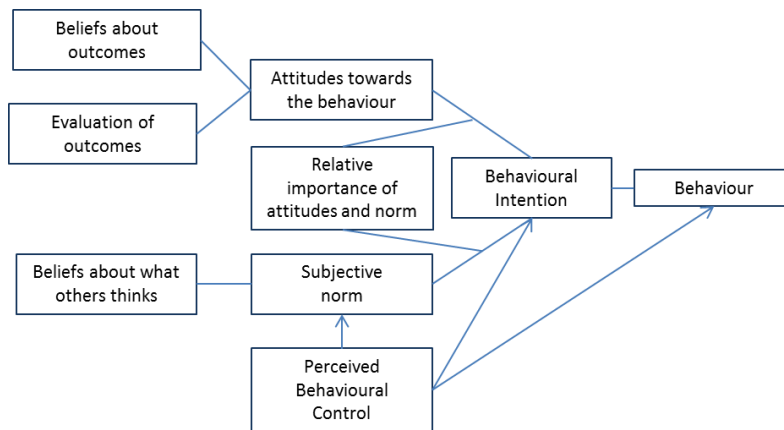 Beliefs about
outcomes
Evaluation of
outcomes
Attitudes towards
the behaviour
Relative
importance of
attitudes and norm
Behavioural
Intention
Behaviour
Beliefs about what
others thinks
Subjective
norm
Perceived
Behavioural
Control